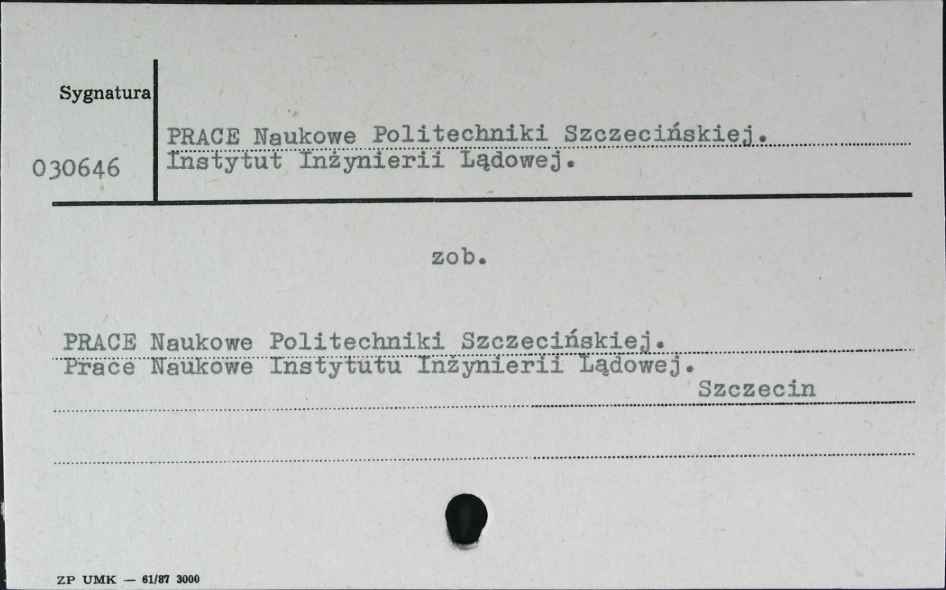 Sygnatura
030646
PRACE Naukowe Politechniki Szczecińskiej.
Instytut Inżynierii Lądowej.
zob.
PRACE Naukowe Politechniki Szczecińskiej.
Prace Naukowe Instytutu Inżynierii Lądowej.
Szczecin
ZP UMK — 61/87 3000